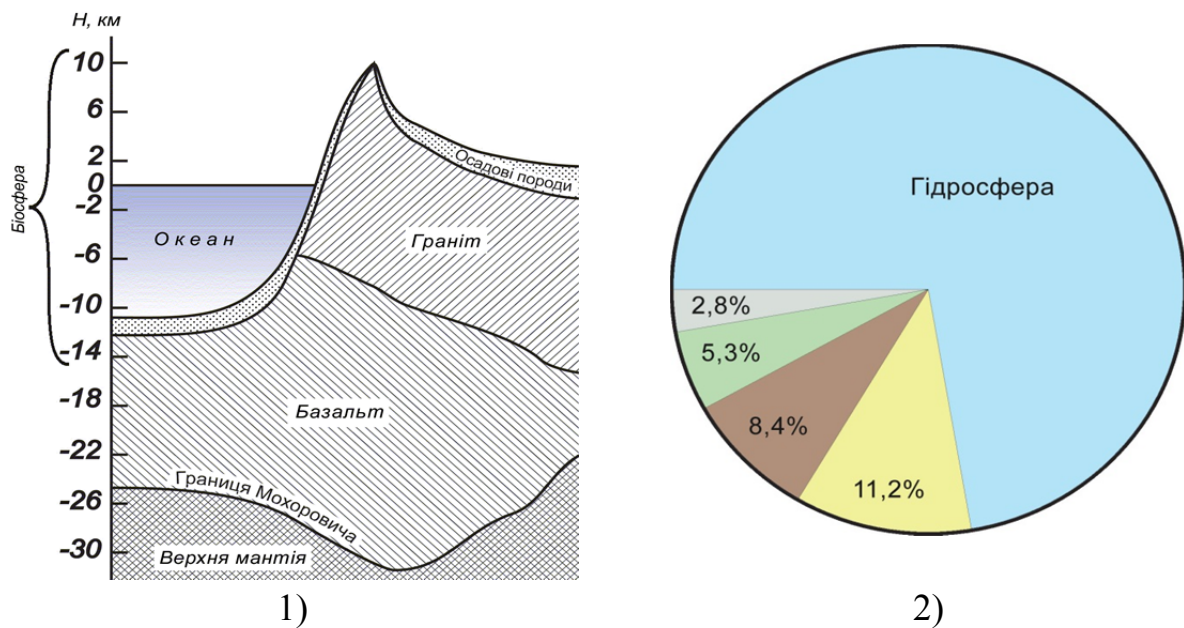 Н, км
10
6
2
0
-2
-6
-10
-14
-18
-22
-26
-30
Біосфера
Океан
Осадові породи
Граніт
Базальт
Границя Мохоровича
Верхня мантія
1)
Гідросфера
2,8%
5,3%
8,4%
11,2%
2)